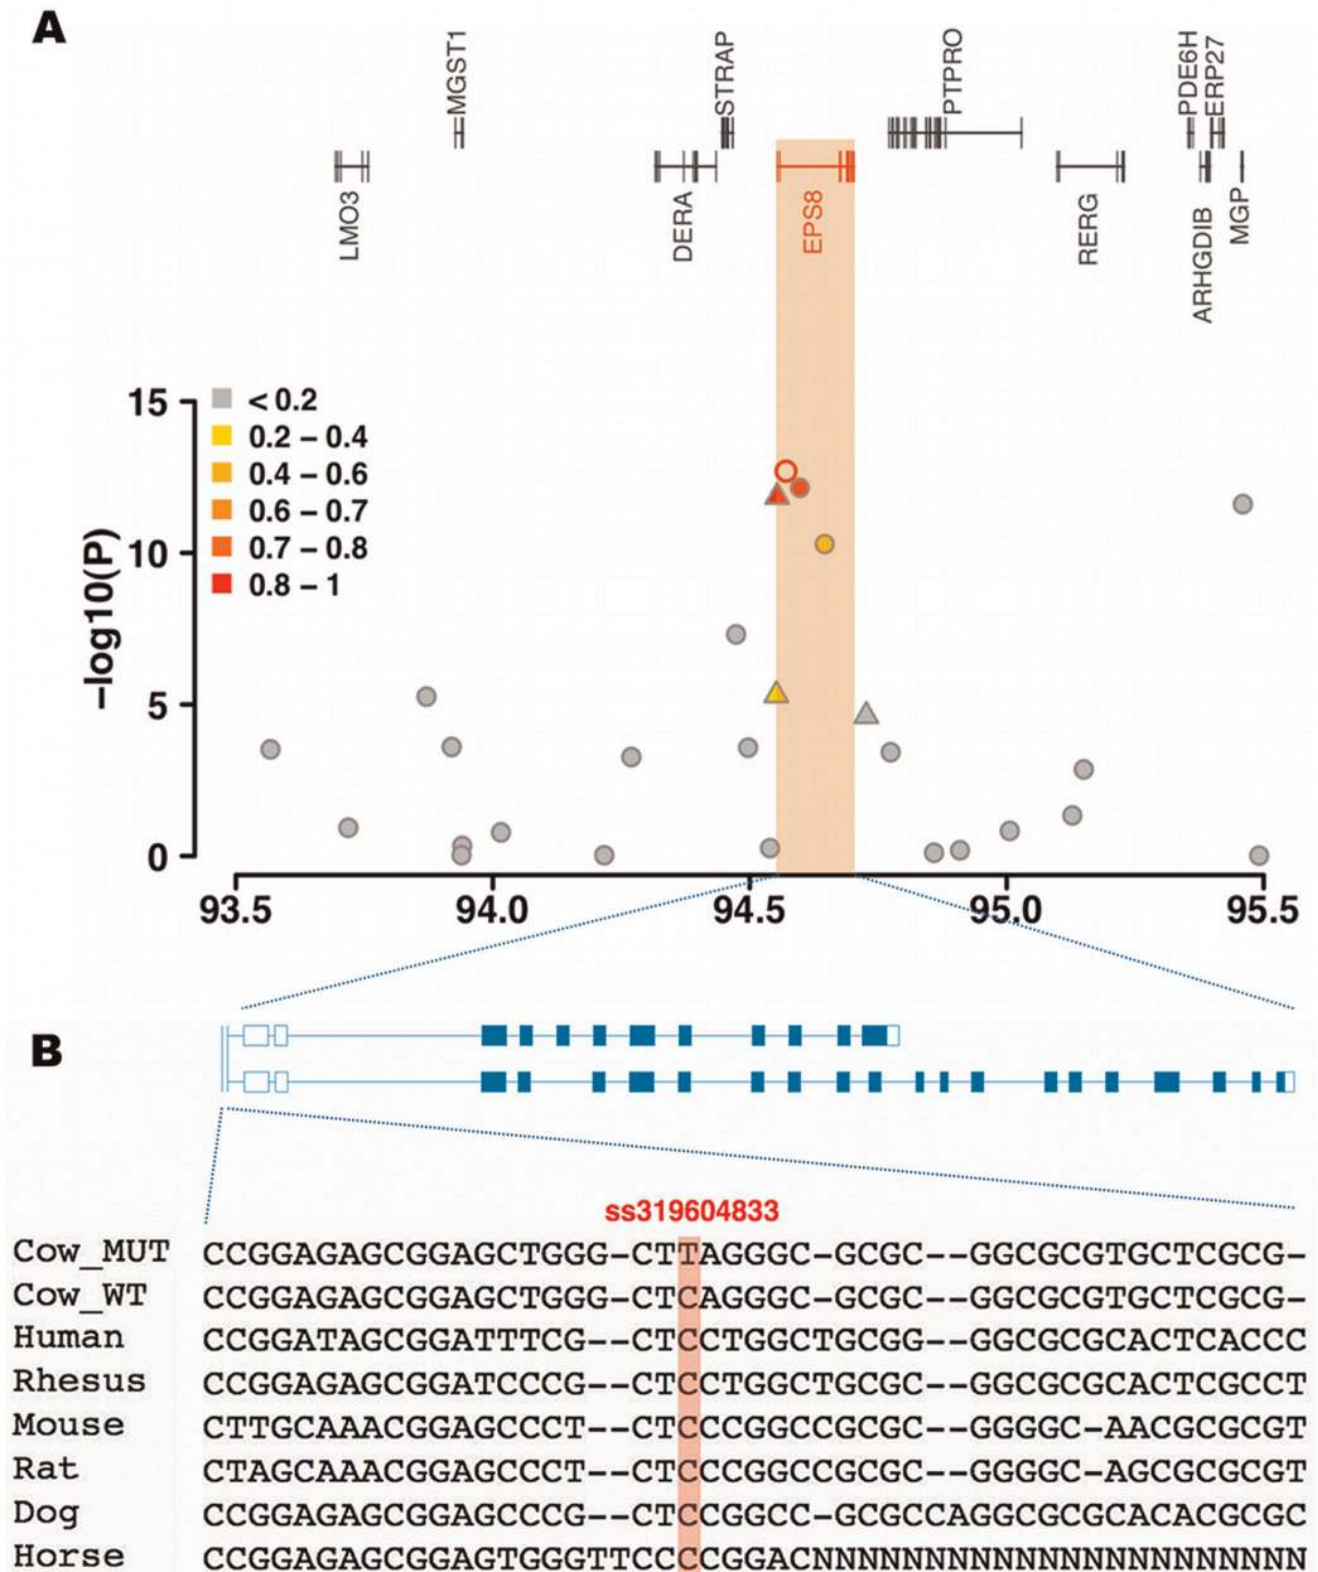 A
MGST1
STRAP
PTPRO
PDE6H
ERP27
LMO3
DERA
EPS8
RERG
ARHGDIB
MGP
15
10
5
0
−log10(P)
< 0.2
0.2 – 0.4
0.4 – 0.6
0.6 – 0.7
0.7 – 0.8
0.8 – 1
93.5 94.0 94.5 95.0 95.5
B
ss319604833
Cow_MUT CCGGAGAGCGGAGCTGGG-CTTAGGGC-GCGC--GGCGCGTGCTCGCG-
Cow_WT CCGGAGAGCGGAGCTGGG-CTCAGGGC-GCGC--GGCGCGTGCTCGCG-
Human CCGGATAGCGGATTTCG--CTCCTGGCTGCGG--GGCGCGCACTCACCC
Rhesus CCGGAGAGCGGATCCCG--CTCCTGGCTGCGC--GGCGCGCACTCGCCT
Mouse CTTGCAAACGGAGCCCT--CTCCCGGCCGCGC--GGGGC-AACGCGCGT
Rat CTAGCAAACGGAGCCCT--CTCCCGGCCGCGC--GGGGC-AGCGCGCGT
Dog CCGGAGAGCGGAGCCCG--CTCCGGCC-GCGCCAGGCGCGCACACGCGC
Horse CCGGAGAGCGGAGTGGGTTCCCCGGACNNNNNNNNNNNNNNNNNNNNNN